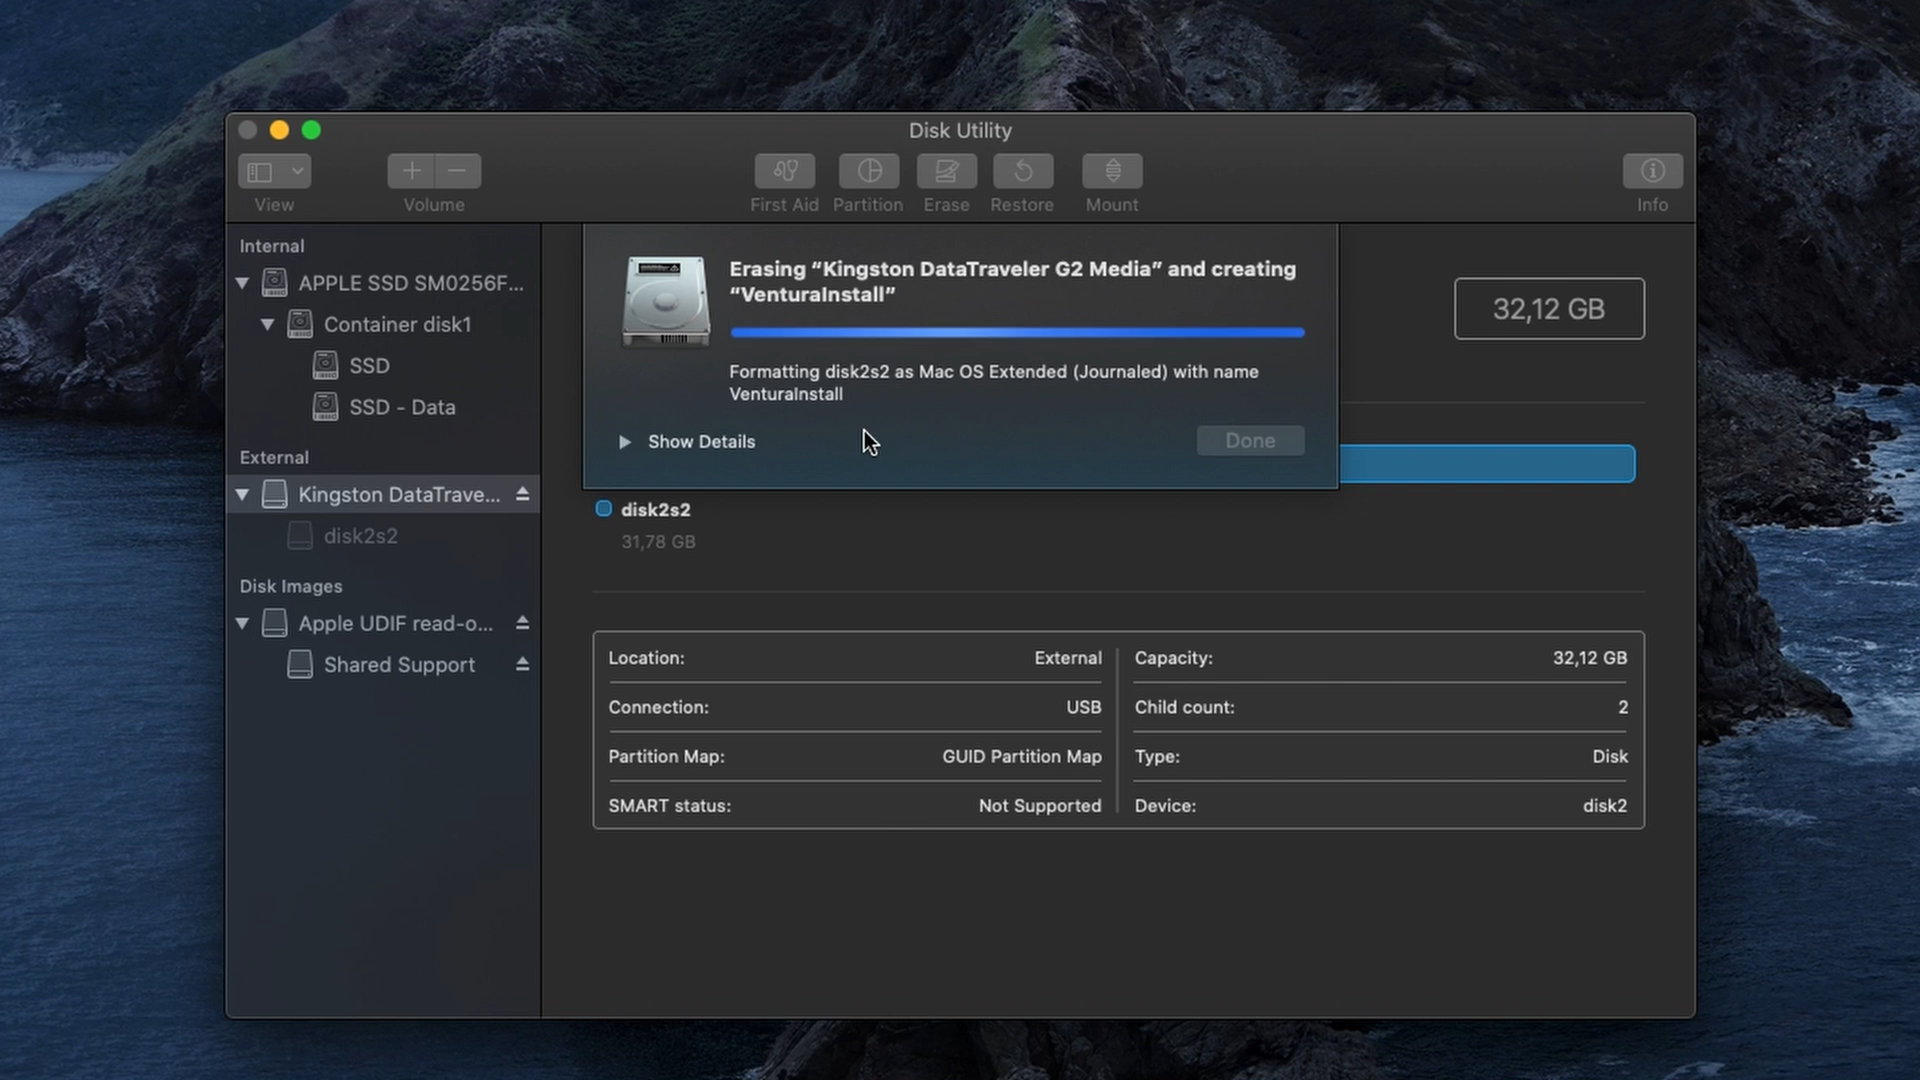 Disk Utility
View
Volume
First Aid
Partition
Erase
Restore
Mount
Info
Internal
APPLE SSD SM0256F...
Container disk1
SSD
SSD - Data
External
Kingston DataTrave...
disk2s2
Disk Images
Apple UDIF read-o...
Shared Support
Erasing “Kingston DataTraveler G2 Media” and creating
“VenturaInstall”
Formatting disk2s2 as Mac OS Extended (Journaled) with name
VenturaInstall
Show Details
Done
32,12 GB
disk2s2
31,78 GB
Location: External
Capacity: 32,12 GB
Connection: USB
Child count: 2
Partition Map: GUID Partition Map
Type: Disk
SMART status: Not Supported
Device: disk2